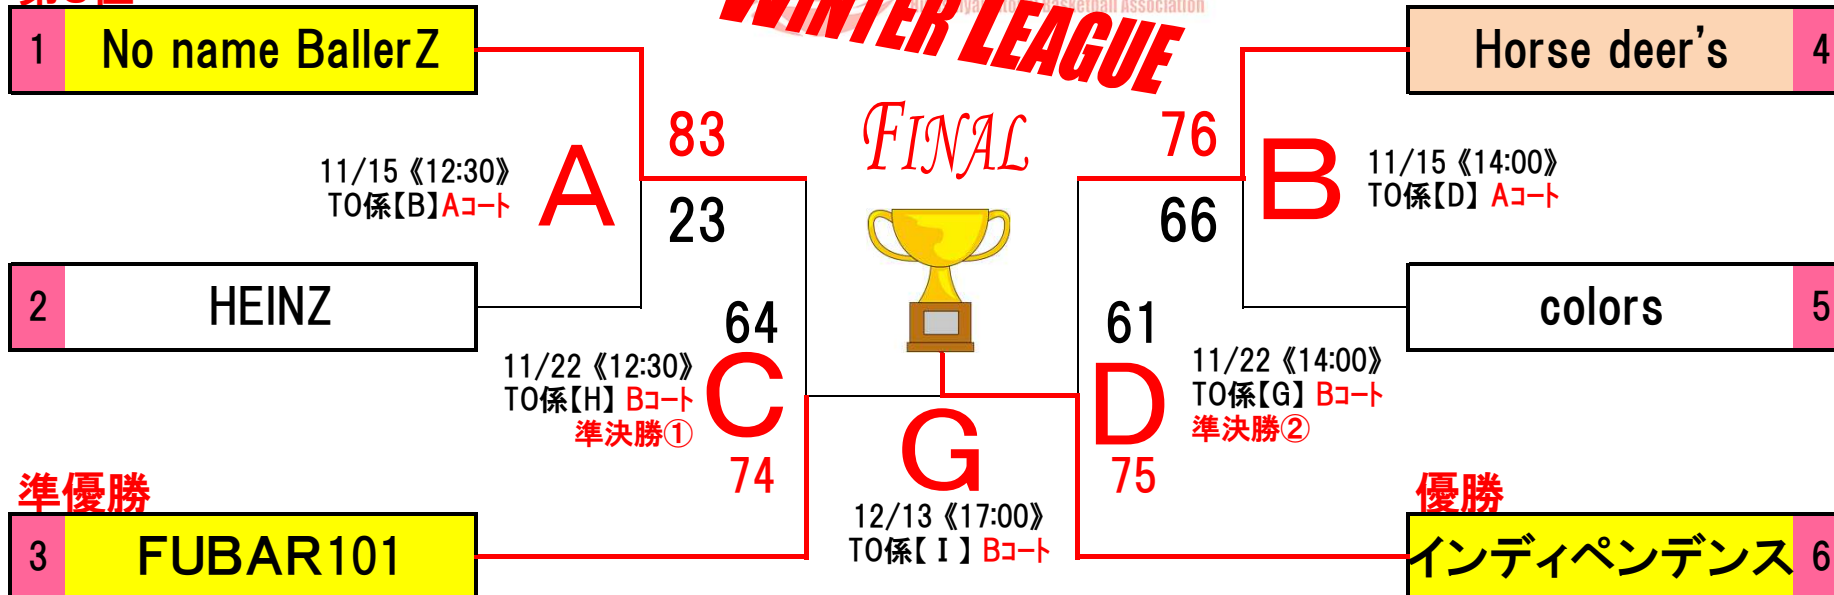 Basketball Association
WINTER LEAGUE
1 No name BallerZ
Horse deer's 4
FINAL
83
76
A
11/15《12:30》
TO係【B】Aコート
B
11/15《14:00》
TO係【D】 Aコート
23
66
2 HEINZ
colors 5
64
61
C
11/22《12:30》
TO係【H】 Bコート
準決勝①
D
11/22《14:00》
TO係【G】 Bコート
準決勝②
74
75
G
12/13《17:00》
TO係【 I 】 Bコート
準優勝
3 FUBAR101
優勝
インディペンデンス 6